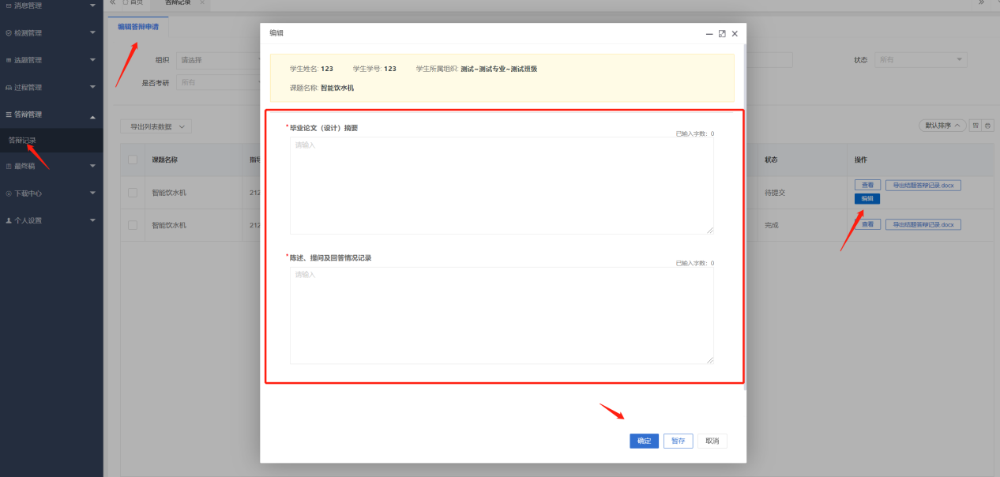 消息管理
首页
答辩记录
检测管理
选题管理
过程管理
答辩管理
答辩记录
最终稿
下载中心
个人设置
编辑答辩申请
组织
请选择
状态
所有
是否考研
所有
导出列表数据
默认排序
课题名称
指导
状态
操作
智能饮水机
212
待提交
查看
导出结题答辩记录.docx
编辑
智能饮水机
212
完成
查看
导出结题答辩记录.docx
编辑
学生姓名: 123 学生学号: 123 学生所属组织: 测试~测试专业~测试班级
课题名称: 智能饮水机
*毕业论文（设计）摘要
已输入字数：0
请输入
*陈述、提问及回答情况记录
已输入字数：0
请输入
确定
暂存
取消